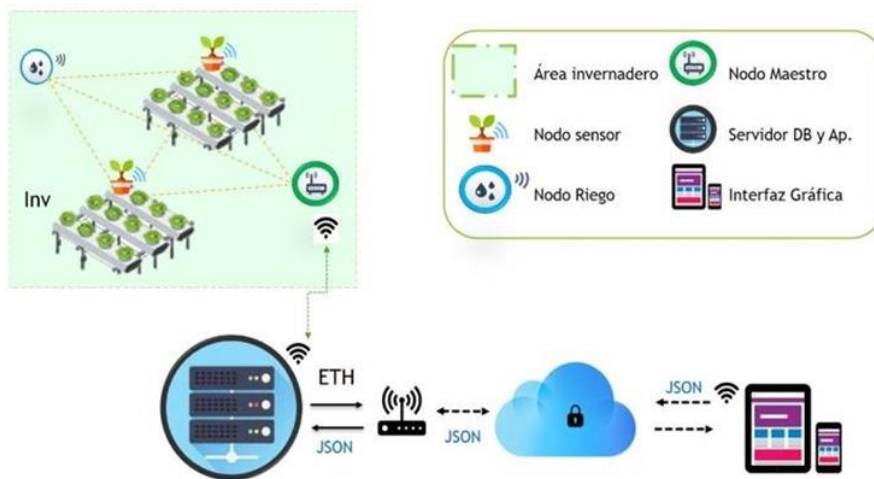 Inv
Área invernadero
Nodo Maestro
Nodo sensor
Servidor DB y Ap.
Nodo Riego
Interfaz Gráfica
ETH
JSON
JSON
JSON